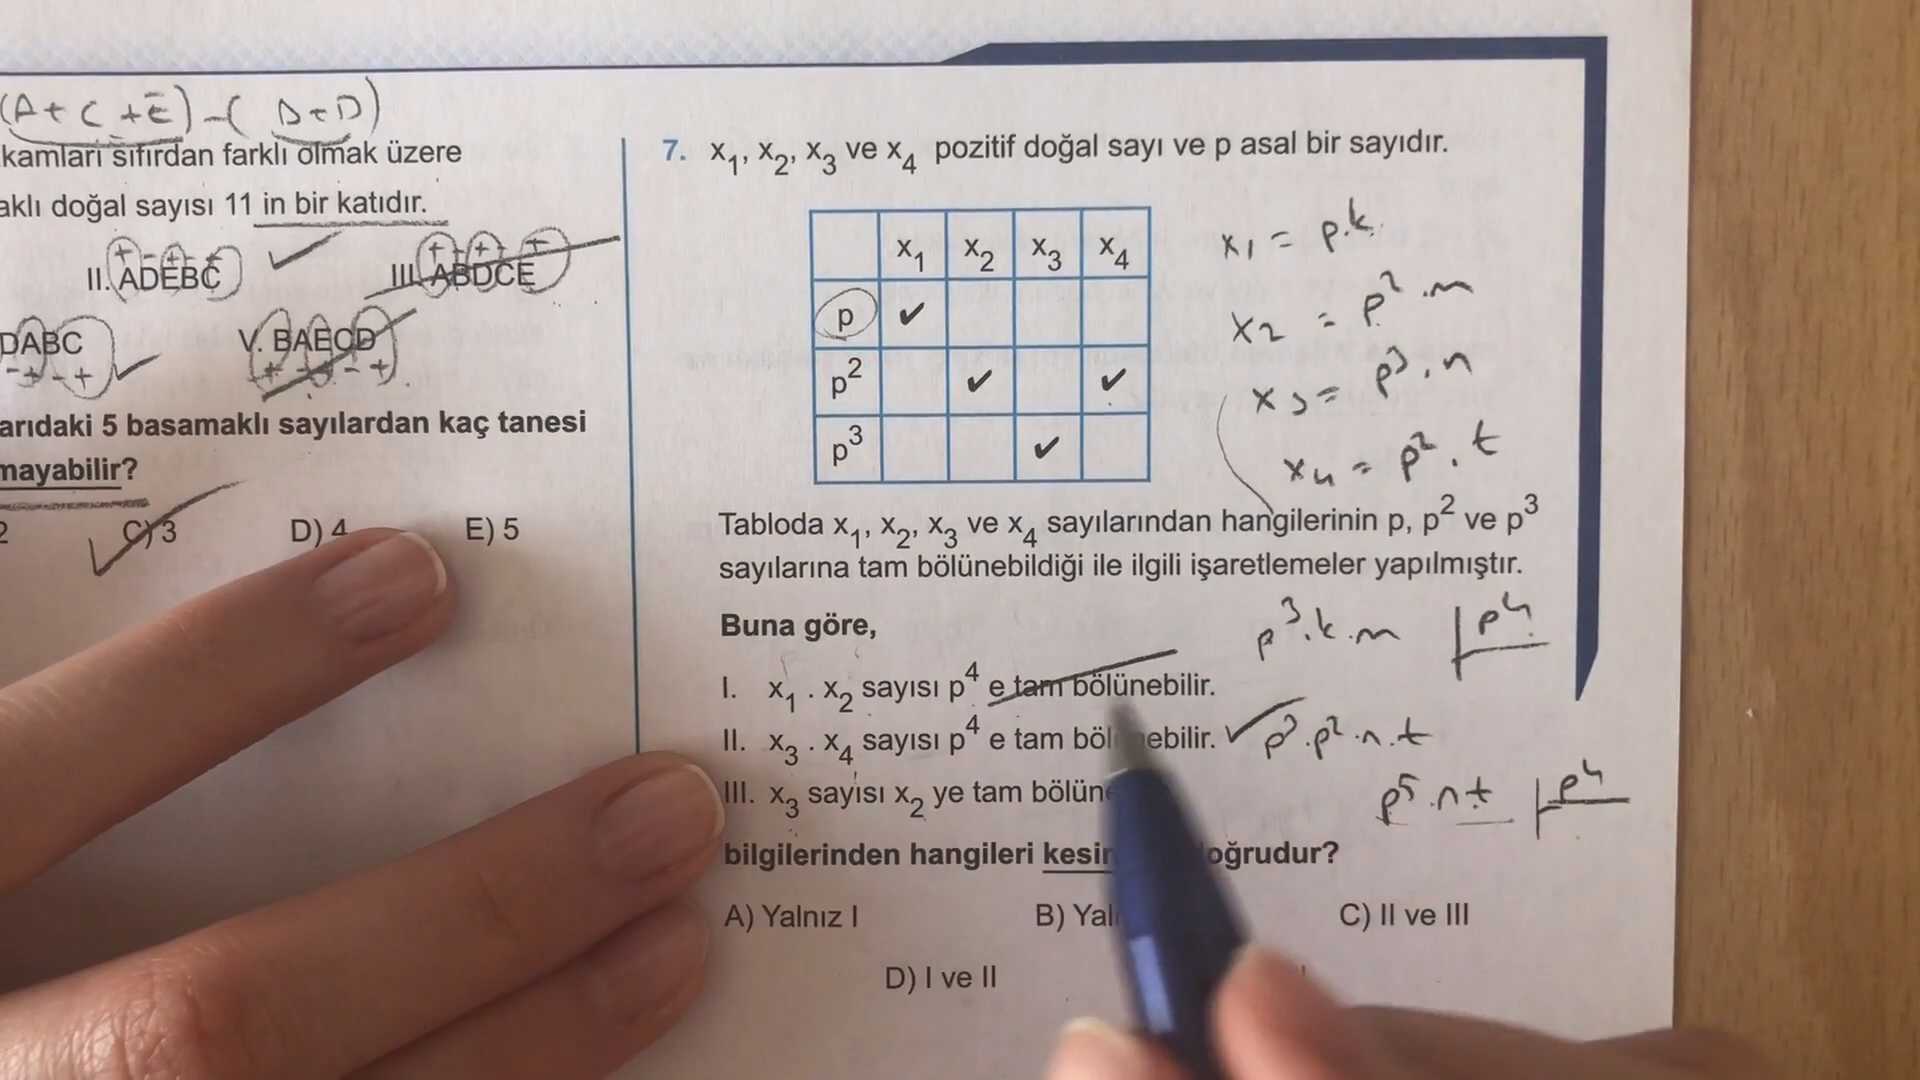 (A+C+E)-( B+D)
kamları sıfırdan farklı olmak üzere
aklı doğal sayısı 11 in bir katıdır.
II. ADEBC III. ABDCE
DABC V. BAECD
arıdaki 5 basamaklı sayılardan kaç tanesi
mayabilir?
2 C) 3 D) 4 E) 5
7. x₁, x₂, x₃ ve x₄ pozitif doğal sayı ve p asal bir sayıdır.
x₁ x₂ x₃ x₄
p ✓
p² ✓ ✓
p³ ✓
x₁ = p.k
x₂ = p².m
x₃ = p³.n
x₄ = p².t
Tabloda x₁, x₂, x₃ ve x₄ sayılarından hangilerinin p, p² ve p³
sayılarına tam bölünebildiği ile ilgili işaretlemeler yapılmıştır.
Buna göre,
p³.k.m p⁴
I. x₁ . x₂ sayısı p⁴ e tam bölünebilir.
II. x₃ . x₄ sayısı p⁴ e tam bölünebilir. p³.p².n.t
III. x₃ sayısı x₂ ye tam p⁵.nt p⁴
bilgilerinden hangileri doğrudur?
A) Yalnız I B) C) II ve III
D) I ve II